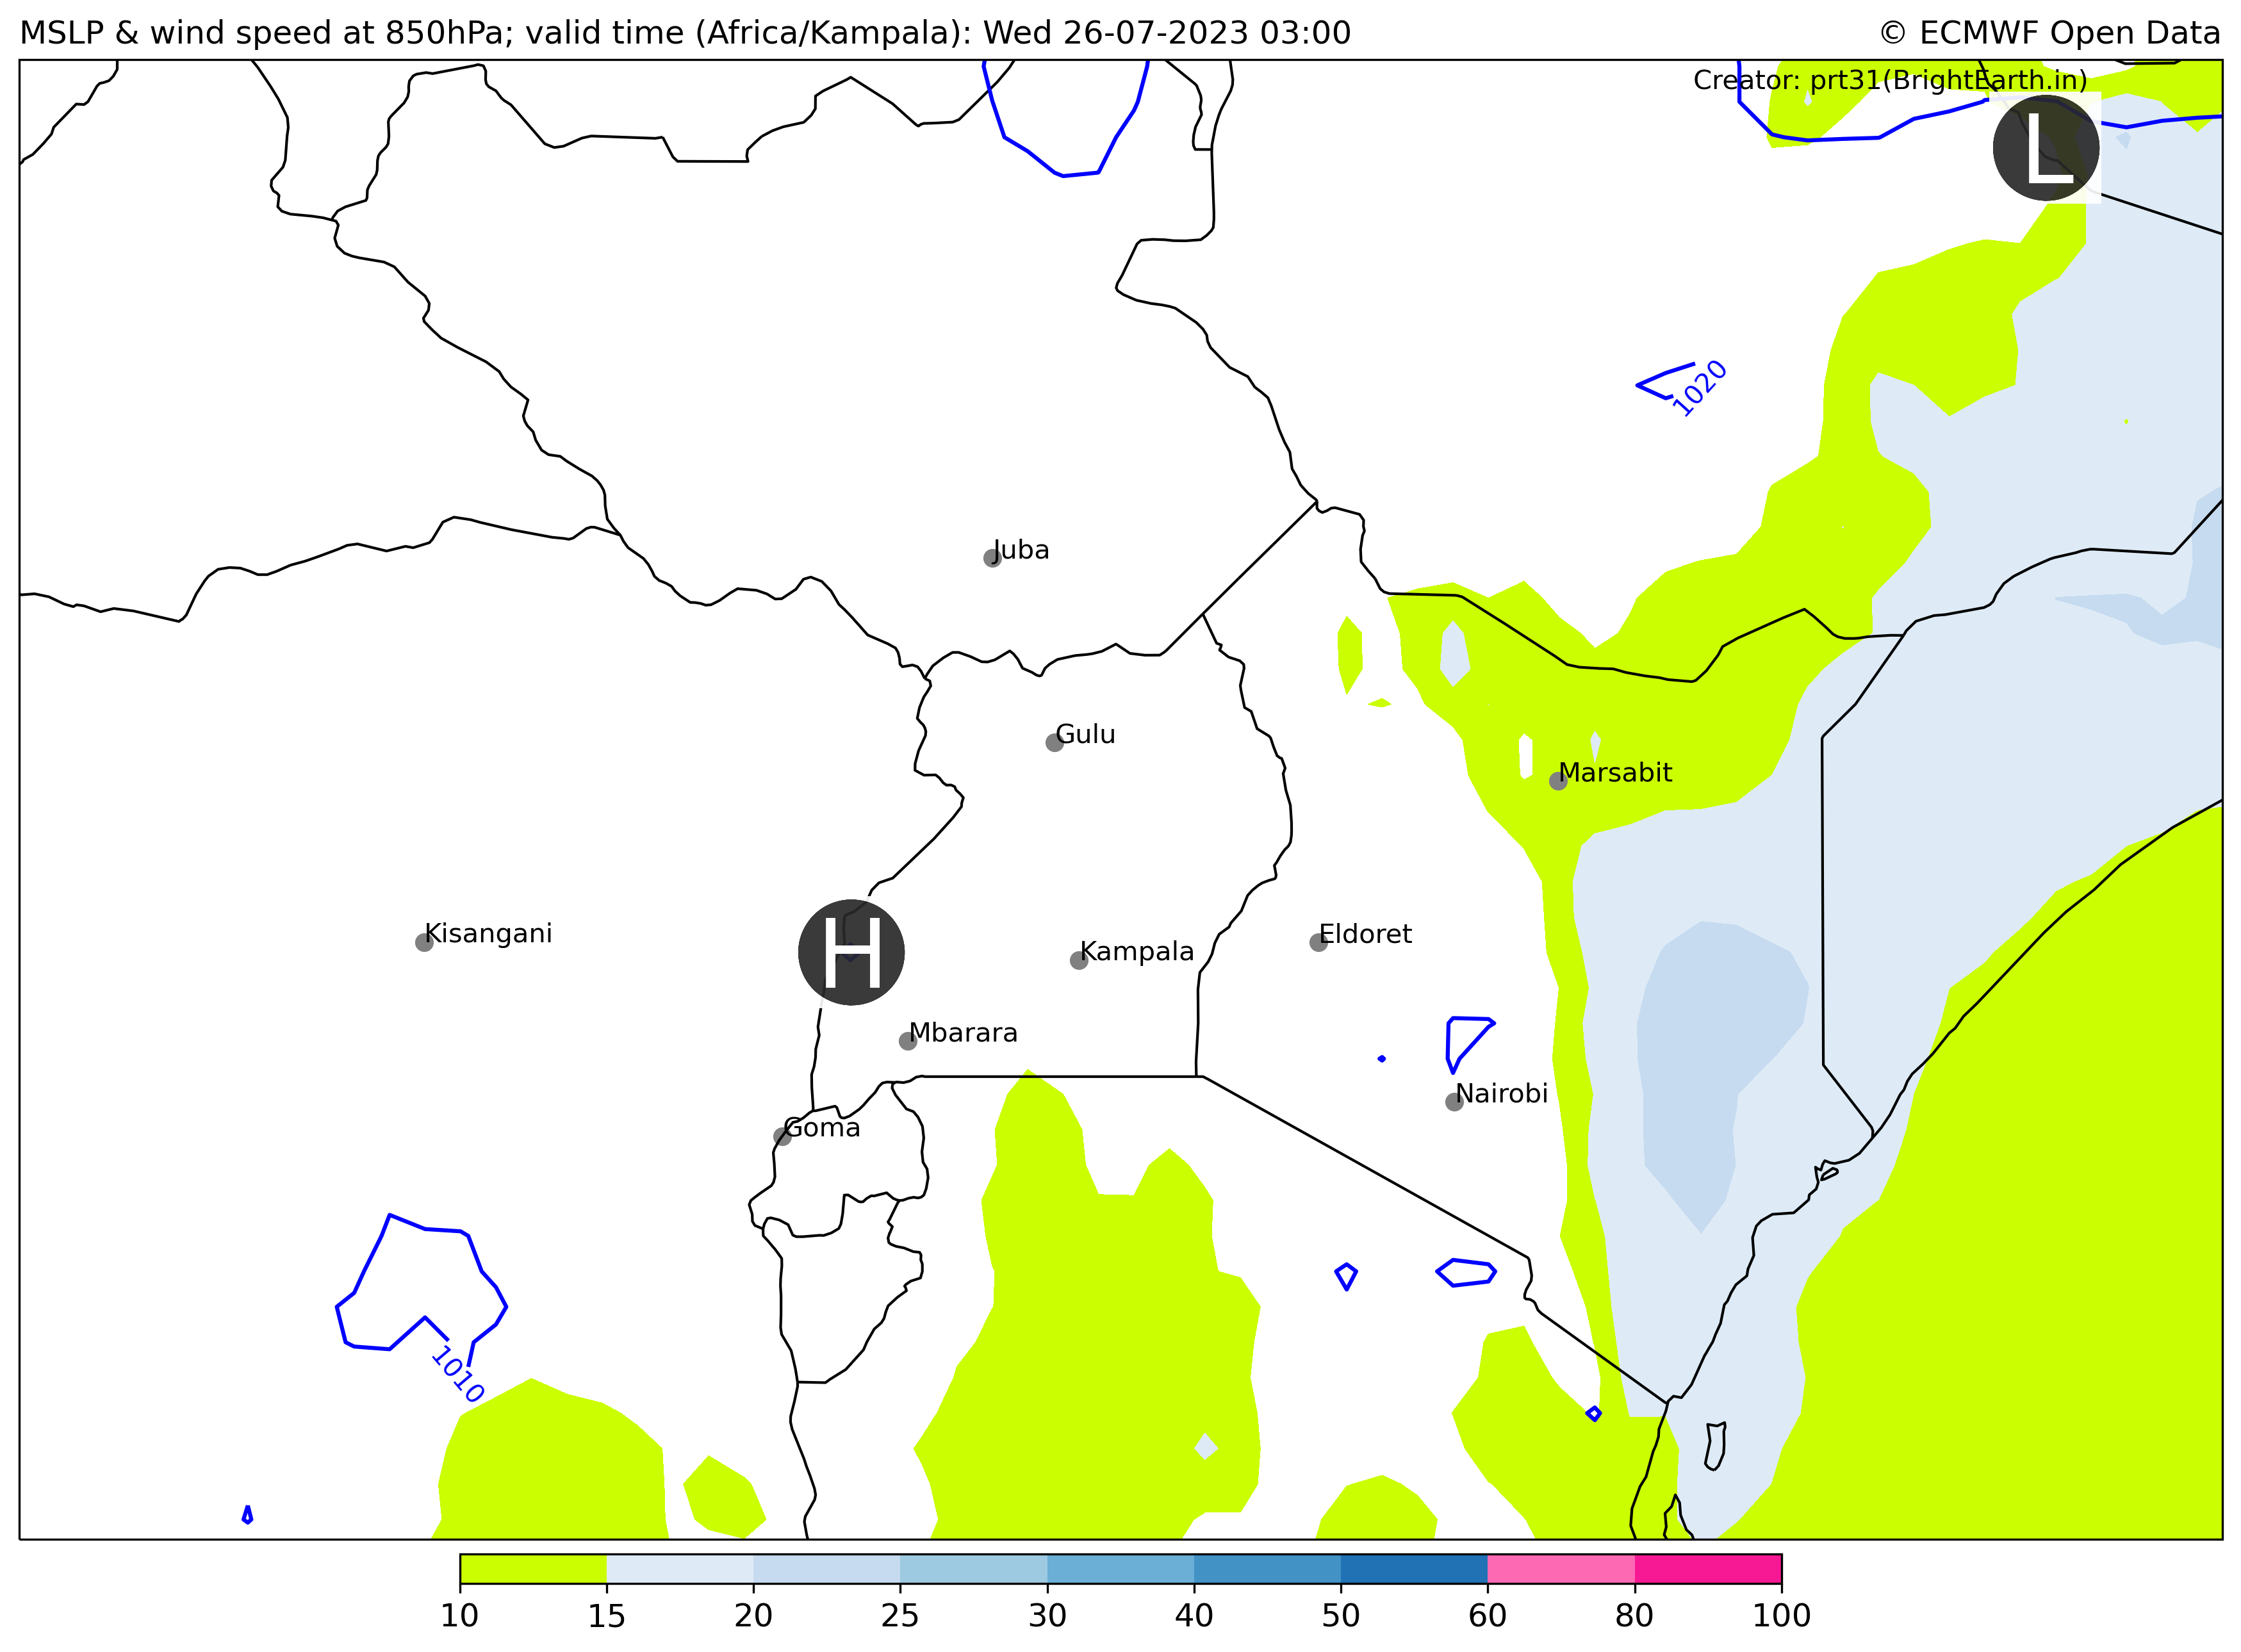 MSLP & wind speed at 850hPa; valid time (Africa/Kampala): Wed 26-07-2023 03:00
© ECMWF Open Data
Creator: prt31(BrightEarth.in)
L
1020
Juba
Gulu
Marsabit
Kisangani
H
Kampala
Eldoret
Mbarara
Nairobi
Goma
1010
10 15 20 25 30 40 50 60 80 100